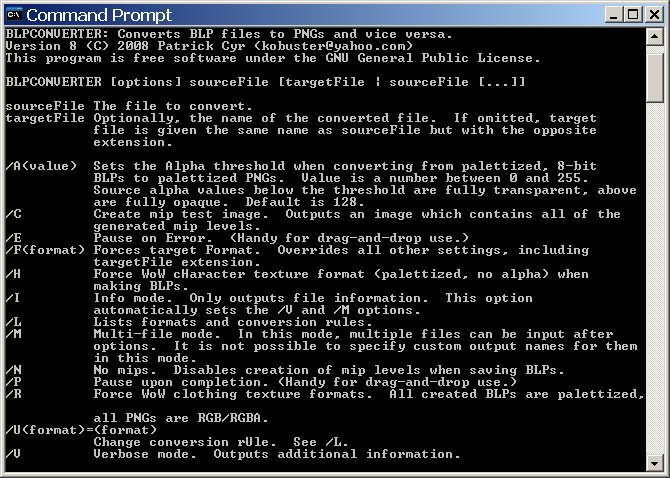 Command Prompt
BLPCONVERTER: Converts BLP files to PNGs and vice versa.
Version 8 (C) 2008 Patrick Cyr (kobuster@yahoo.com)
This program is free software under the GNU General Public License.
BLPCONVERTER [options] sourceFile [targetFile | sourceFile [...]]
sourceFile The file to convert.
targetFile Optionally, the name of the converted file.  If omitted, target
file is given the same name as sourceFile but with the opposite
extension.
/A(value)  Sets the Alpha threshold when converting from palettized, 8-bit
BLPs to palettized PNGs.  Value is a number between 0 and 255.
Source alpha values below the threshold are fully transparent, above
are fully opaque.  Default is 128.
/C         Create mip test image.  Outputs an image which contains all of the
generated mip levels.
/E         Pause on Error.  (Handy for drag-and-drop use.)
/F(format) Forces target Format.  Overrides all other settings, including
targetFile extension.
/H         Force WoW cHaracter texture format (palettized, no alpha) when
making BLPs.
/I         Info mode.  Only outputs file information.  This option
automatically sets the /V and /M options.
/L         Lists formats and conversion rules.
/M         Multi-file mode.  In this mode, multiple files can be input after
options.  It is not possible to specify custom output names for them
in this mode.
/N         No mips.  Disables creation of mip levels when saving BLPs.
/P         Pause upon completion. (Handy for drag-and-drop use.)
/R         Force WoW clothing texture formats.  All created BLPs are palettized,
all PNGs are RGB/RGBA.
/U(format)=(format)
Change conversion rUle.  See /L.
/V         Verbose mode.  Outputs additional information.